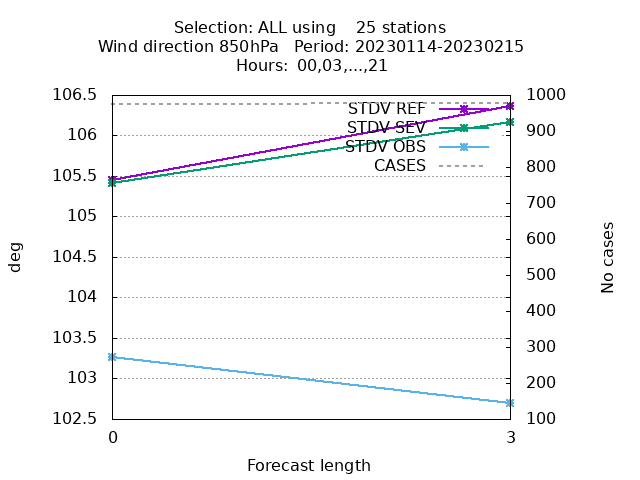 Selection: ALL using    25 stations
Wind direction 850hPa   Period: 20230114-20230215
Hours:  00,03,...,21
106.5
106
105.5
105
104.5
104
103.5
103
102.5
1000
900
800
700
600
500
400
300
200
100
STDV REF
STDV SEV
STDV OBS
CASES
deg
No cases
0
3
Forecast length